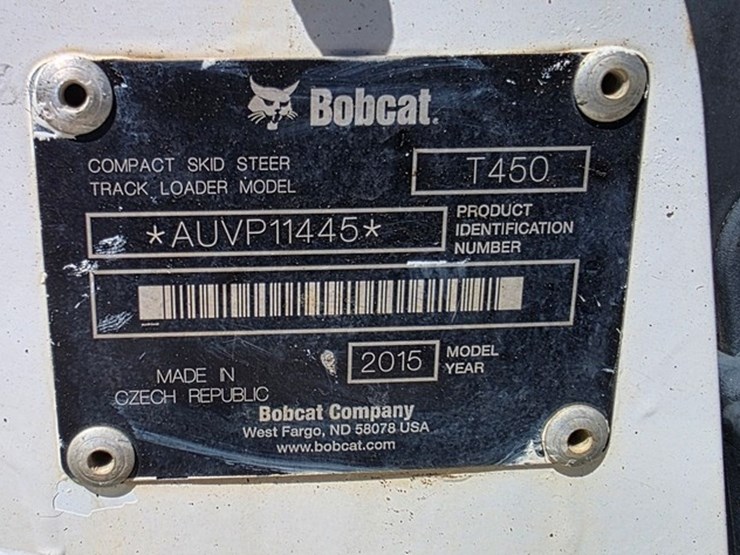 Bobcat.
COMPACT SKID STEER
TRACK LOADER MODEL
T450
*AUVP11445*
PRODUCT
IDENTIFICATION
NUMBER
MADE IN
CZECH REPUBLIC
2015
MODEL
YEAR
Bobcat Company
West Fargo, ND 58078 USA
www.bobcat.com